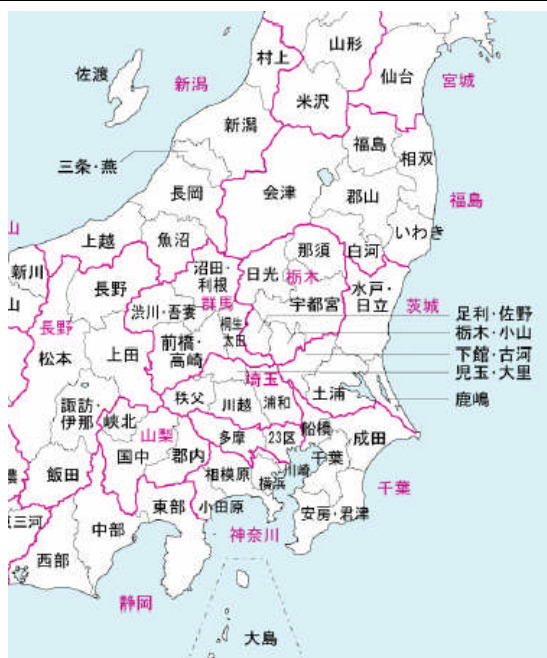 山形
村上
仙台
佐渡
新潟
宮城
米沢
新潟
福島
相双
三条・燕
長岡
会津
郡山
福島
いわき
上越
魚沼
那須
白河
山
新川
沼田・
利根
日光
栃木
水戸・
日立
長野
群馬
宇都宮
茨城
山
渋川・吾妻
足利・佐野
長野
桐生・
太田
栃木・小山
松本
上田
前橋・
高崎
下館・古河
埼玉
児玉・大里
秩父
川越
浦和
土浦
鹿嶋
諏訪・
伊那
峡北
山梨
多摩
23区
船橋
成田
国中
郡内
千葉
飯田
相模原
横浜
川崎
千葉
東部
小田原
安房・君津
中部
神奈川
西部
静岡
大島